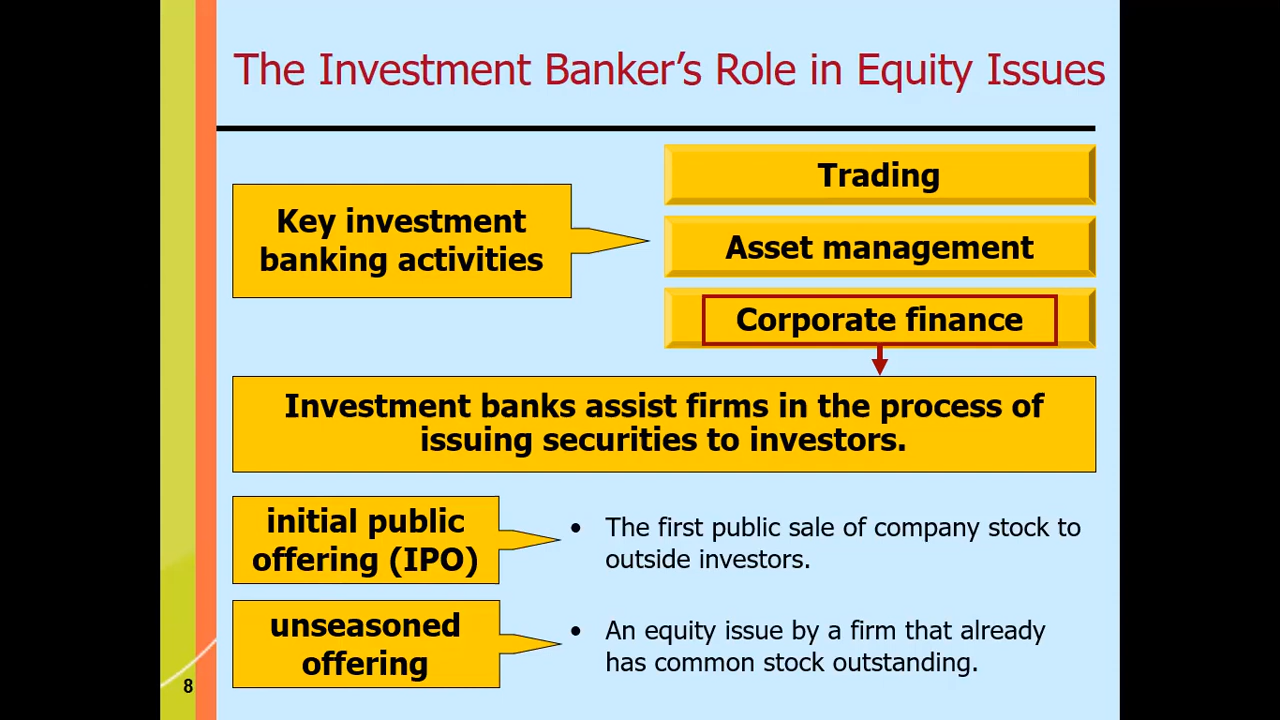 The Investment Banker's Role in Equity Issues
Key investment
banking activities
Trading
Asset management
Corporate finance
Investment banks assist firms in the process of
issuing securities to investors.
initial public
offering (IPO)
• The first public sale of company stock to
outside investors.
unseasoned
offering
• An equity issue by a firm that already
has common stock outstanding.
8